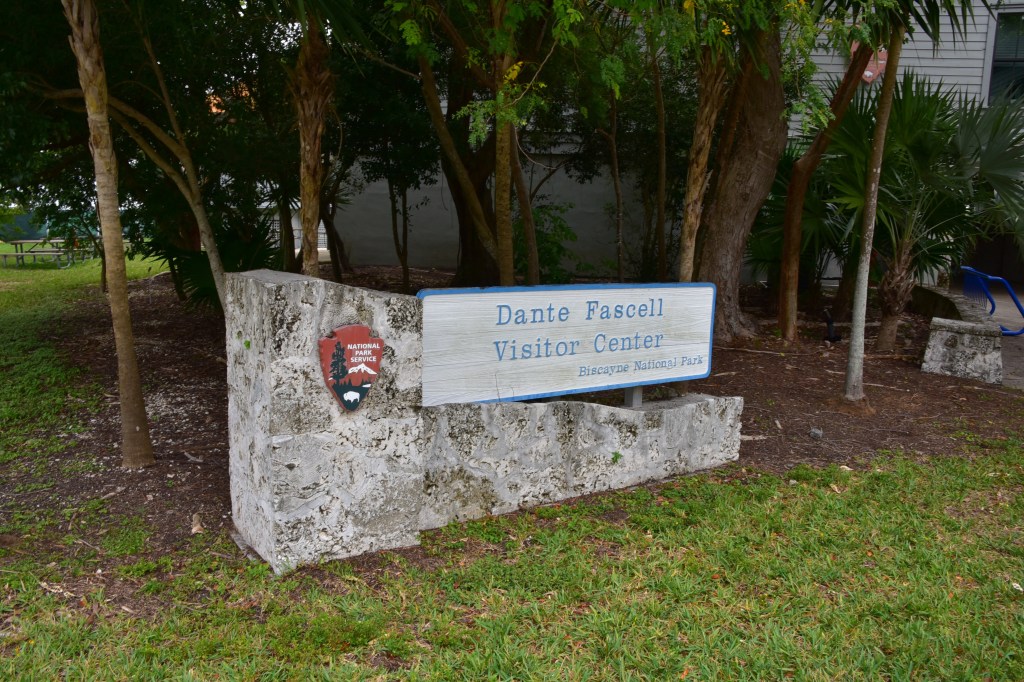 NATIONAL
PARK
SERVICE
Dante Fascell
Visitor Center
Biscayne National Park